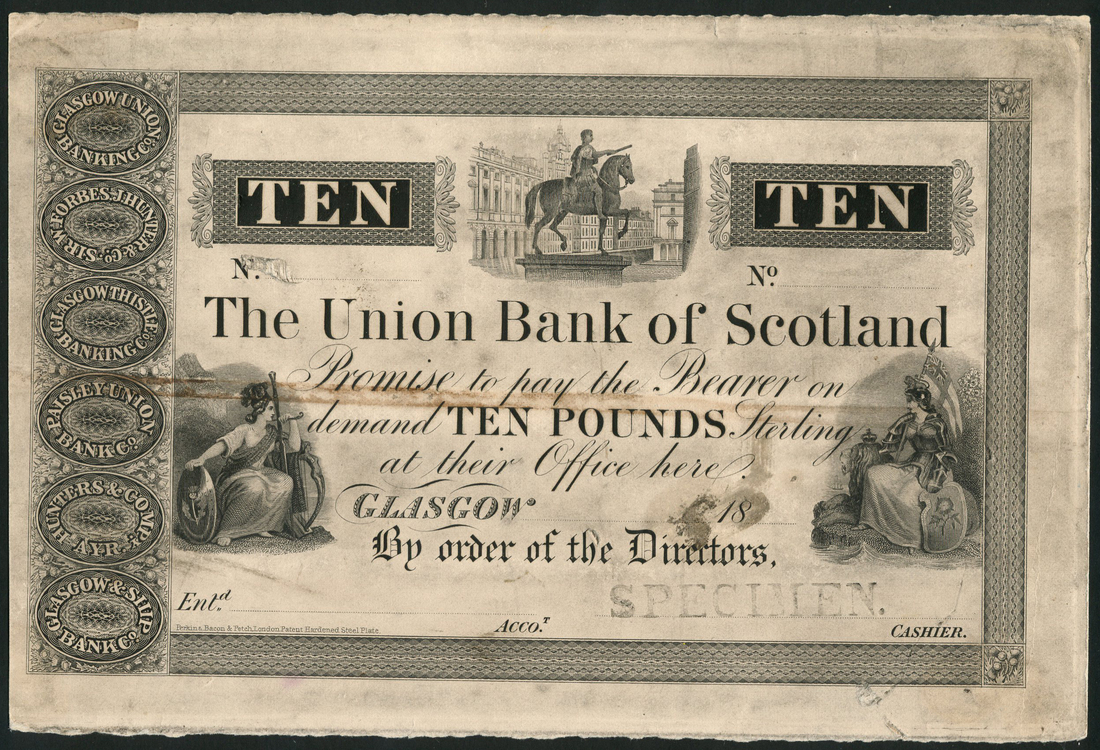 GLASGOW UNION BANKING Co.
SIR W. FORBES, J. HUNTER & Co.
GLASGOW THISTLE BANKING Co.
PAISLEY UNION BANK Co.
HUNTERS & COMPY. AYR.
GLASGOW & SHIP BANK Co.
TEN
TEN
No.
No.
The Union Bank of Scotland
Promise to pay the Bearer on
demand TEN POUNDS Sterling
at their Office here.
GLASGOW 18
By order of the Directors,
SPECIMEN.
Entd.
Perkins, Bacon & Petch, London Patent Hardened Steel Plate.
ACCOT.
CASHIER.